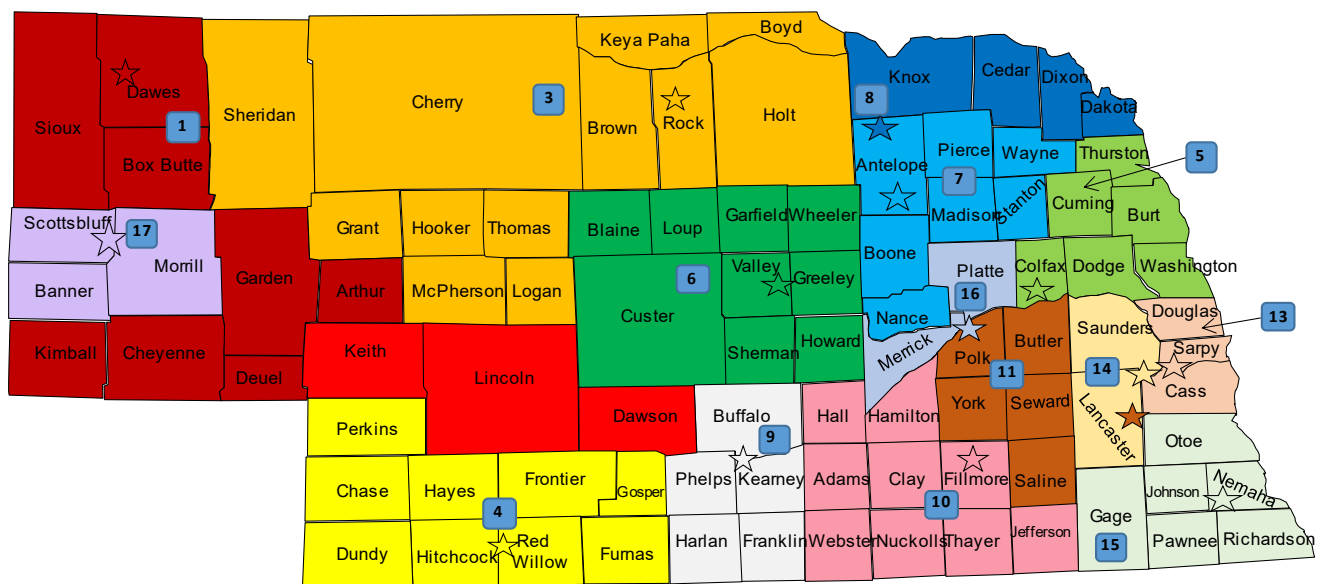 Boyd
Keya Paha
Knox
Cedar
Dixon
Dakota
Dawes
Sioux
1
Box Butte
Sheridan
Cherry
3
Brown
Rock
Holt
8
Antelope
Pierce
Wayne
Thurston
5
7
Madison
Stanton
Cuming
Burt
Scottsbluff
17
Morrill
Banner
Garden
Grant
Hooker
Thomas
Blaine
Loup
Garfield
Wheeler
Boone
Platte
16
Colfax
Dodge
Washington
Arthur
McPherson
Logan
6
Custer
Valley
Greeley
Nance
Merrick
Douglas
13
Saunders
Sarpy
Kimball
Cheyenne
Deuel
Keith
Lincoln
Sherman
Howard
Polk
Butler
11
14
Cass
Perkins
Dawson
Buffalo
9
Hall
Hamilton
York
Seward
Lancaster
Otoe
Chase
Hayes
Frontier
Gosper
Phelps
Kearney
Adams
Clay
Fillmore
Saline
Johnson
Nemaha
4
10
Gage
15
Dundy
Hitchcock
Red
Willow
Furnas
Harlan
Franklin
Webster
Nuckolls
Thayer
Jefferson
Pawnee
Richardson